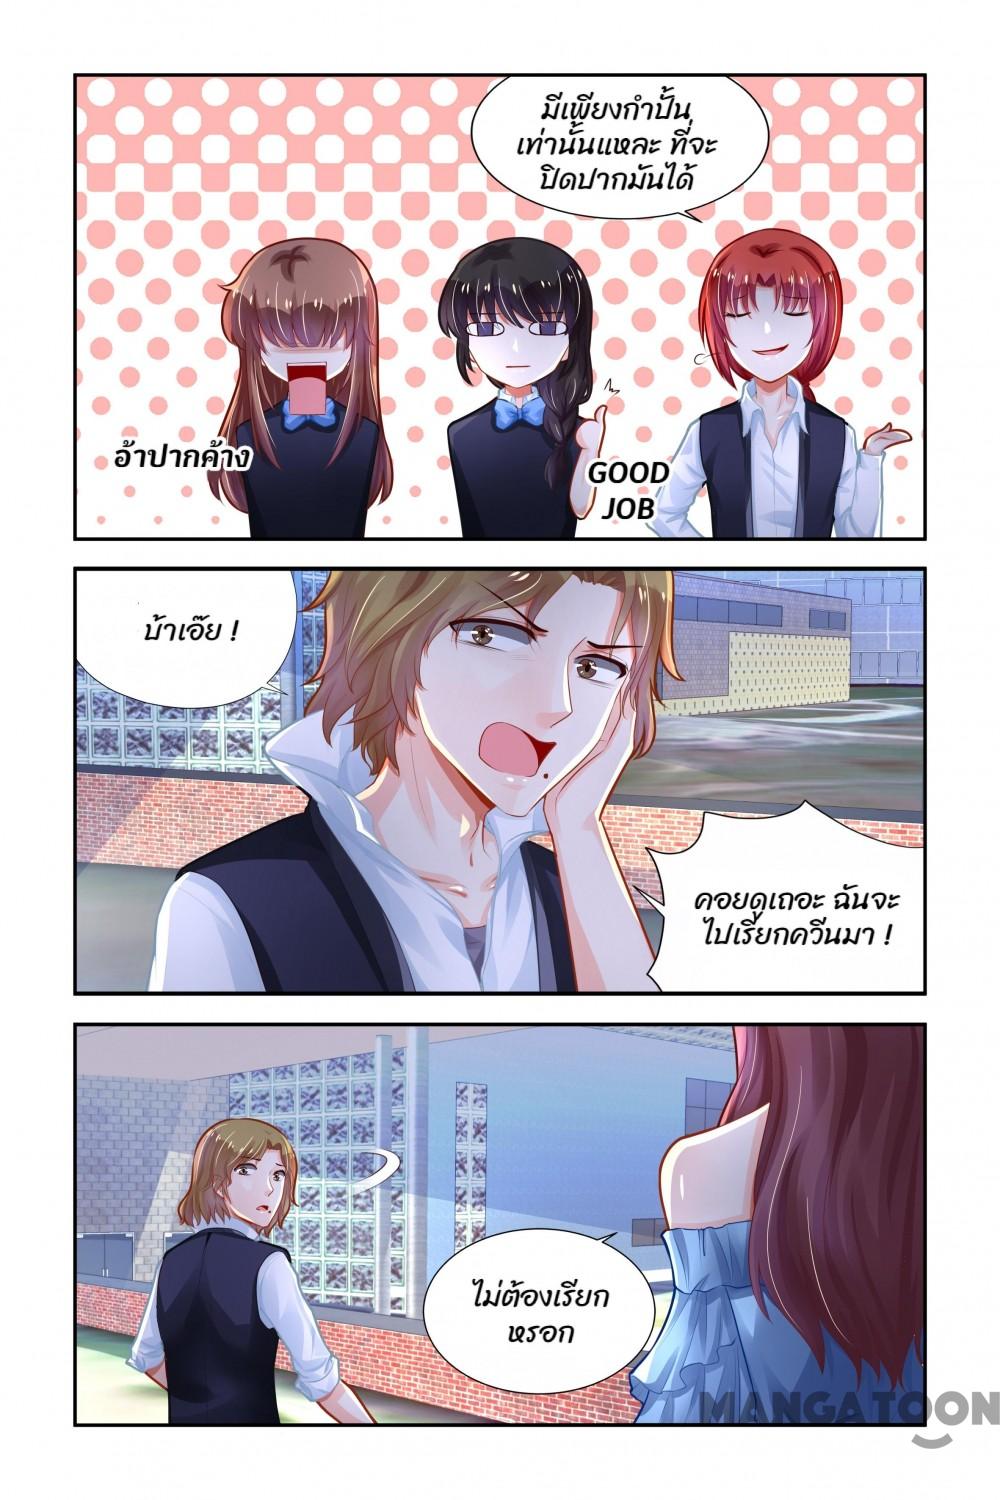 มีเพียงกำปั้น
เท่านั้นแหละ ที่จะ
ปิดปากมันได้
อ้าปากค้าง
GOOD
JOB
บ้าเอ๊ย !
คอยดูเถอะ ฉันจะ
ไปเรียกควีนมา !
ไม่ต้องเรียก
หรอก
MANGATOON